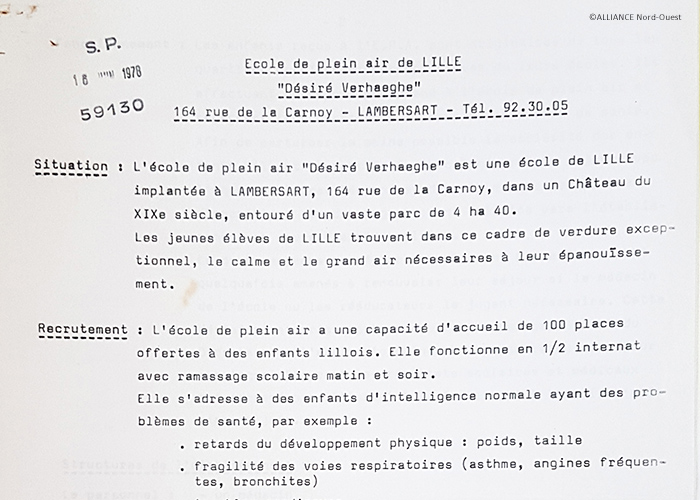 ©ALLIANCE Nord-Ouest
S.P.
18 1978
59130
Ecole de plein air de LILLE
"Désiré Verhaeghe"
164 rue de la Carnoy - LAMBERSART - Tél. 92.30.05
Situation : L'école de plein air "Désiré Verhaeghe" est une école de LILLE
implantée à LAMBERSART, 164 rue de la Carnoy, dans un Château du
XIXe siècle, entouré d'un vaste parc de 4 ha 40.
Les jeunes élèves de LILLE trouvent dans ce cadre de verdure excep-
tionnel, le calme et le grand air nécessaires à leur épanouïsse-
ment.
Recrutement : L'école de plein air a une capacité d'accueil de 100 places
offertes à des enfants lillois. Elle fonctionne en 1/2 internat
avec ramassage scolaire matin et soir.
Elle s'adresse à des enfants d'intelligence normale ayant des pro-
blèmes de santé, par exemple :
. retards du développement physique : poids, taille
. fragilité des voies respiratoires (asthme, angines fréquen-
tes, bronchites)